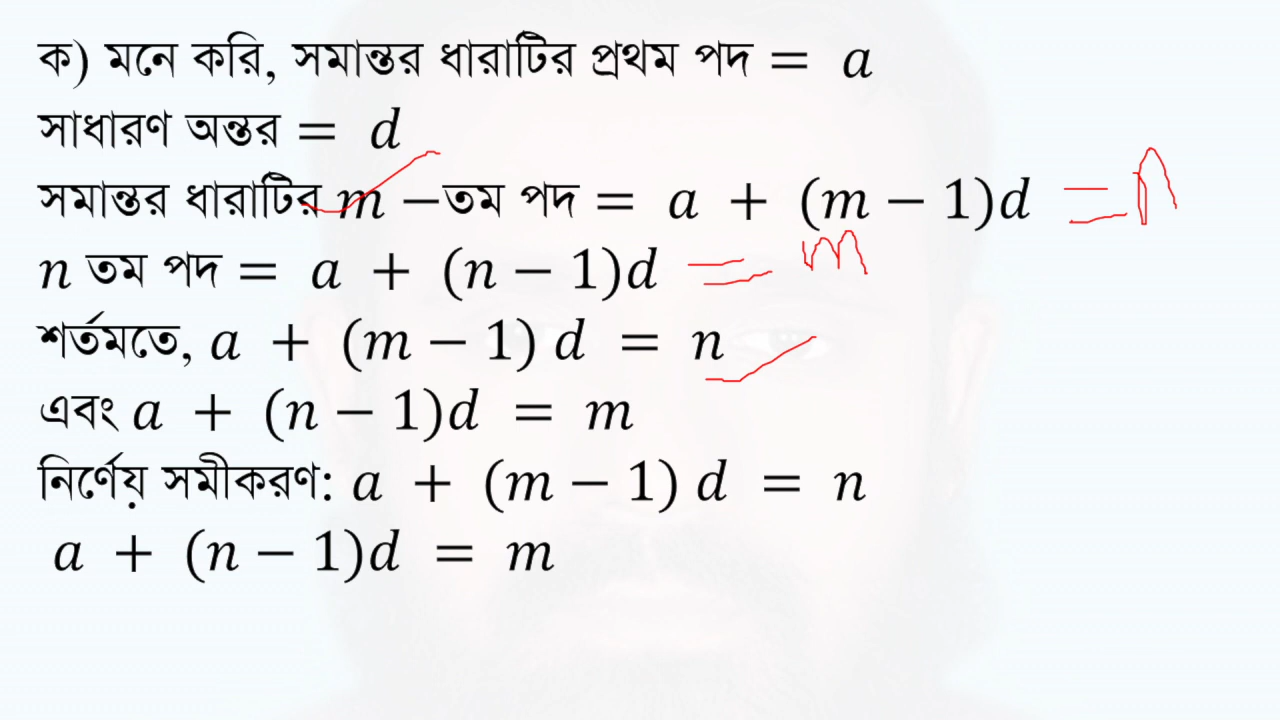 ক) মনে করি, সমান্তর ধারাটির প্রথম পদ = a
সাধারণ অন্তর = d
সমান্তর ধারাটির m −তম পদ = a + (m − 1)d = n
n তম পদ = a + (n − 1)d = m
শর্তমতে, a + (m − 1) d = n
এবং a + (n − 1)d = m
নির্ণেয় সমীকরণ: a + (m − 1) d = n
a + (n − 1)d = m